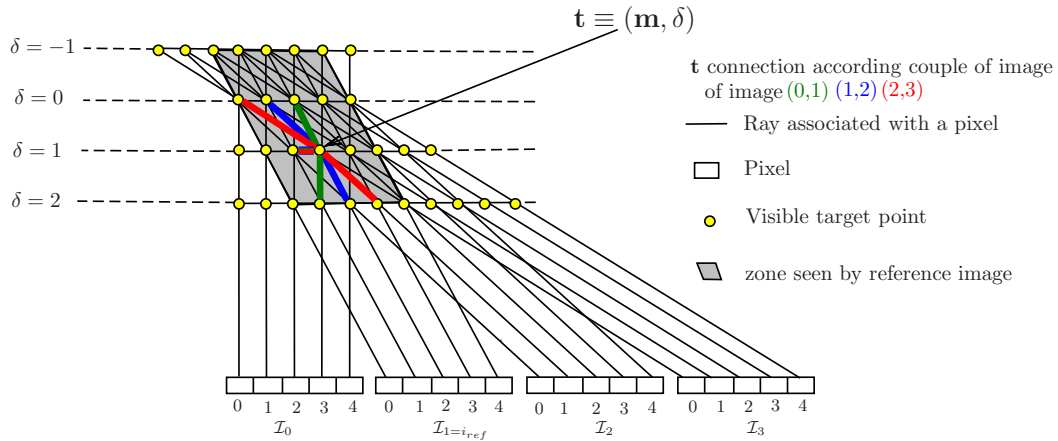 t ≡ (m, δ)
δ = −1
δ = 0
δ = 1
δ = 2
t connection according couple of image
of image (0,1) (1,2) (2,3)
Ray associated with a pixel
Pixel
Visible target point
zone seen by reference image
0 1 2 3 4 0 1 2 3 4 0 1 2 3 4 0 1 2 3 4
I₀ I₁₌ᵢ_ref I₂ I₃